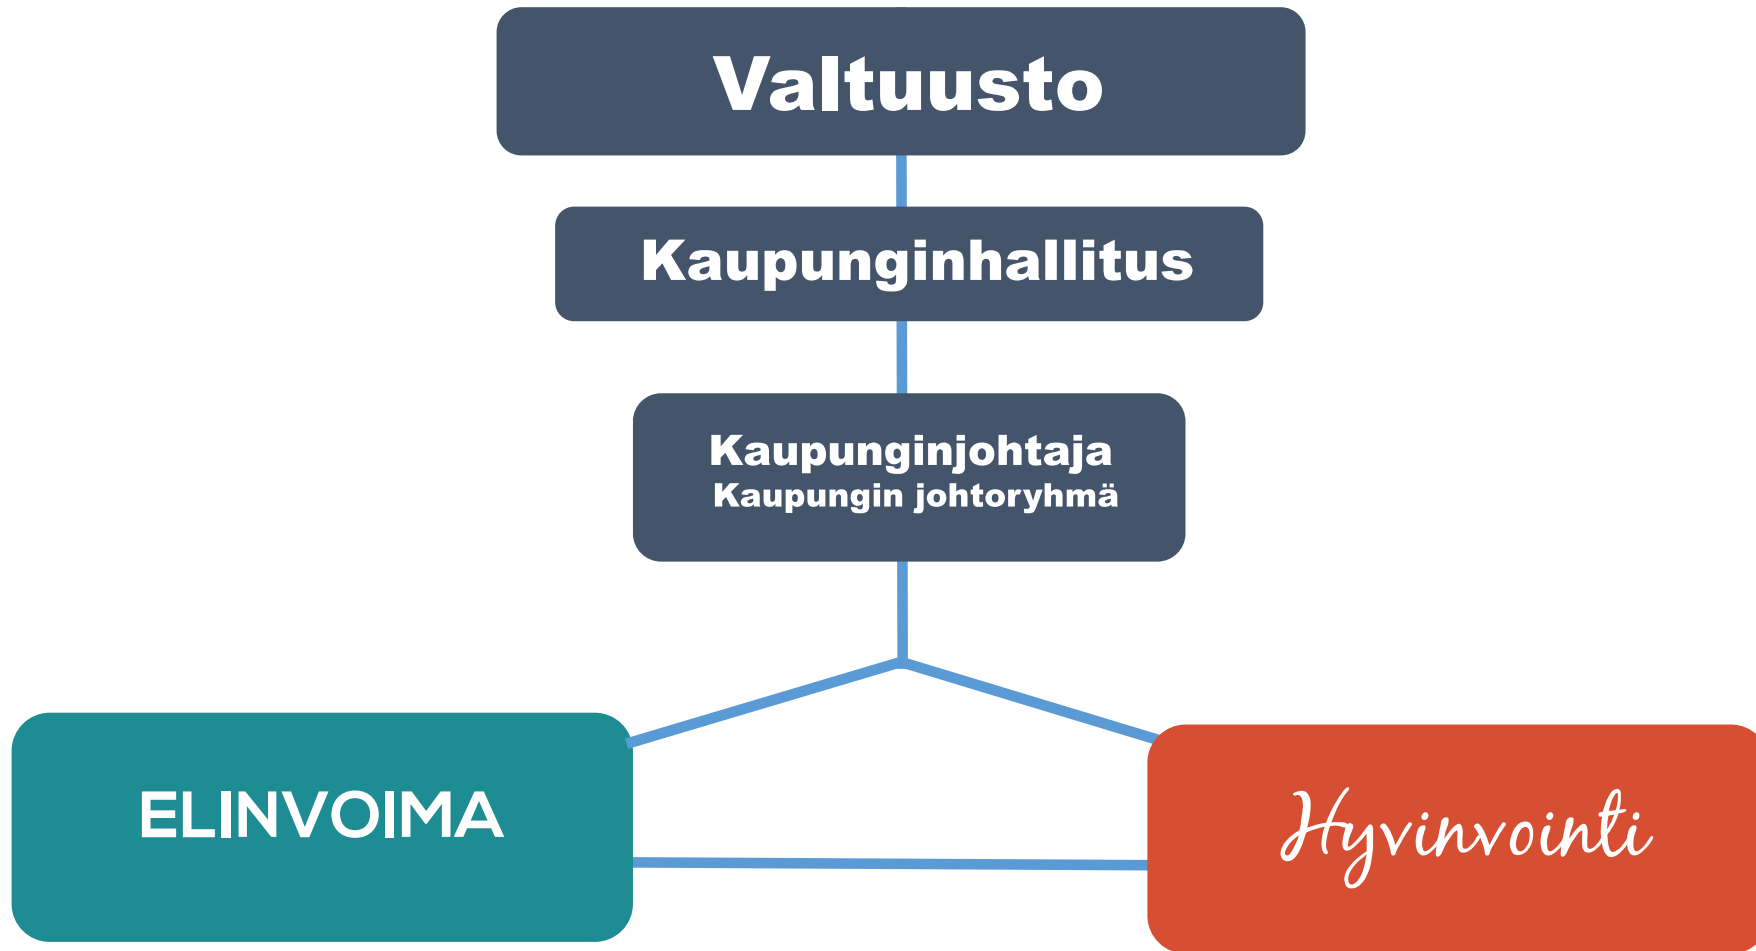 Valtuusto
Kaupunginhallitus
Kaupunginjohtaja
Kaupungin johtoryhmä
ELINVOIMA
Hyvinvointi